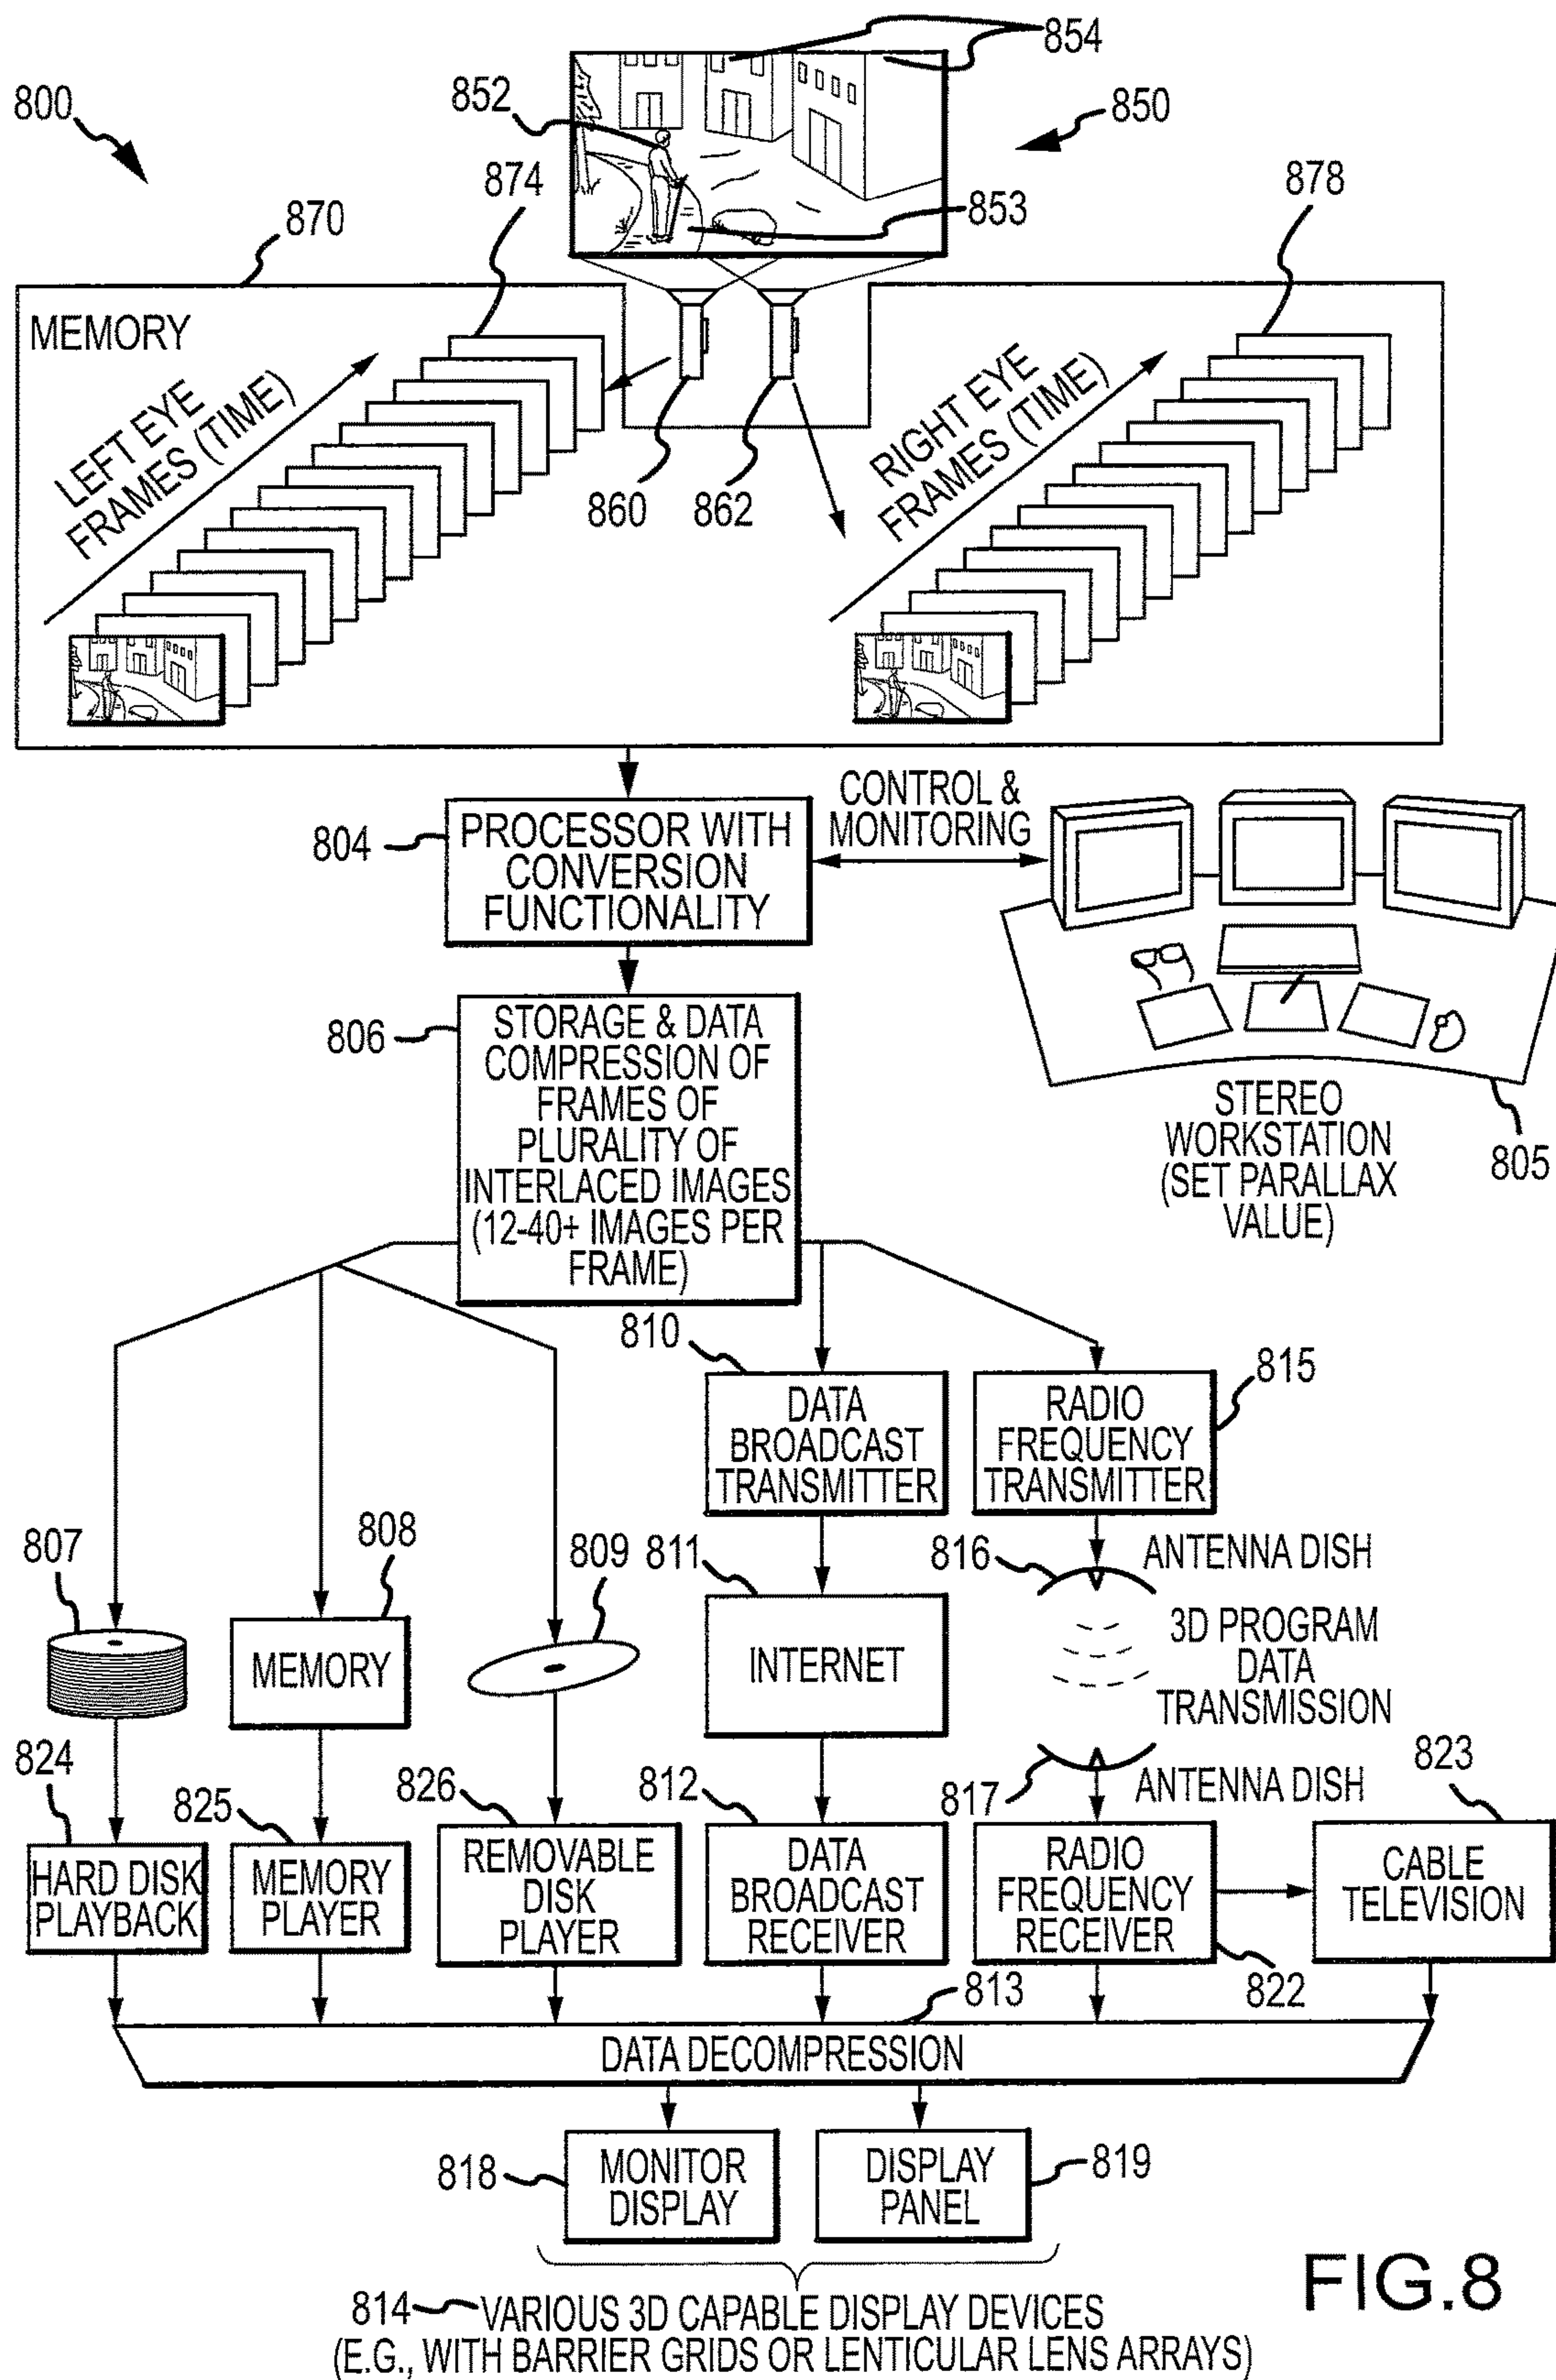 854
852
850
800
874
878
853
870
MEMORY
LEFT EYE
FRAMES (TIME)
RIGHT EYE
FRAMES (TIME)
860
862
CONTROL &
MONITORING
804
PROCESSOR WITH
CONVERSION
FUNCTIONALITY
806
STORAGE & DATA
COMPRESSION OF
FRAMES OF
PLURALITY OF
INTERLACED IMAGES
(12-40+ IMAGES PER
FRAME)
STEREO
WORKSTATION
(SET PARALLAX
VALUE)
805
810
815
DATA
BROADCAST
TRANSMITTER
RADIO
FREQUENCY
TRANSMITTER
807
808
809
811
816
ANTENNA DISH
MEMORY
INTERNET
3D PROGRAM
DATA
TRANSMISSION
824
825
826
812
817
ANTENNA DISH
823
HARD DISK
PLAYBACK
MEMORY
PLAYER
REMOVABLE
DISK
PLAYER
DATA
BROADCAST
RECEIVER
RADIO
FREQUENCY
RECEIVER
CABLE
TELEVISION
813
822
DATA DECOMPRESSION
818
MONITOR
DISPLAY
DISPLAY
PANEL
819
814
VARIOUS 3D CAPABLE DISPLAY DEVICES
(E.G., WITH BARRIER GRIDS OR LENTICULAR LENS ARRAYS)
FIG.8